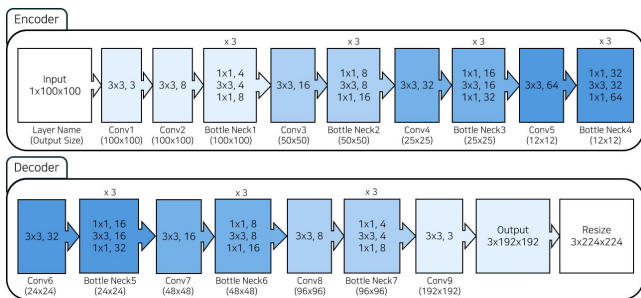 Encoder
x 3
x 3
x 3
x 3
Input
1x100x100
3x3, 3
3x3, 8
1x1, 4
3x3, 4
1x1, 8
3x3, 16
1x1, 8
3x3, 8
1x1, 16
3x3, 32
1x1, 16
3x3, 16
1x1, 32
3x3, 64
1x1, 32
3x3, 32
1x1, 64
Layer Name
(Output Size)
Conv1
(100x100)
Conv2
(100x100)
Bottle Neck1
(100x100)
Conv3
(50x50)
Bottle Neck2
(50x50)
Conv4
(25x25)
Bottle Neck3
(25x25)
Conv5
(12x12)
Bottle Neck4
(12x12)
Decoder
x 3
x 3
x 3
3x3, 32
1x1, 16
3x3, 16
1x1, 32
3x3, 16
1x1, 8
3x3, 8
1x1, 16
3x3, 8
1x1, 4
3x3, 4
1x1, 8
3x3, 3
Output
3x192x192
Resize
3x224x224
Conv6
(24x24)
Bottle Neck5
(24x24)
Conv7
(48x48)
Bottle Neck6
(48x48)
Conv8
(96x96)
Bottle Neck7
(96x96)
Conv9
(192x192)